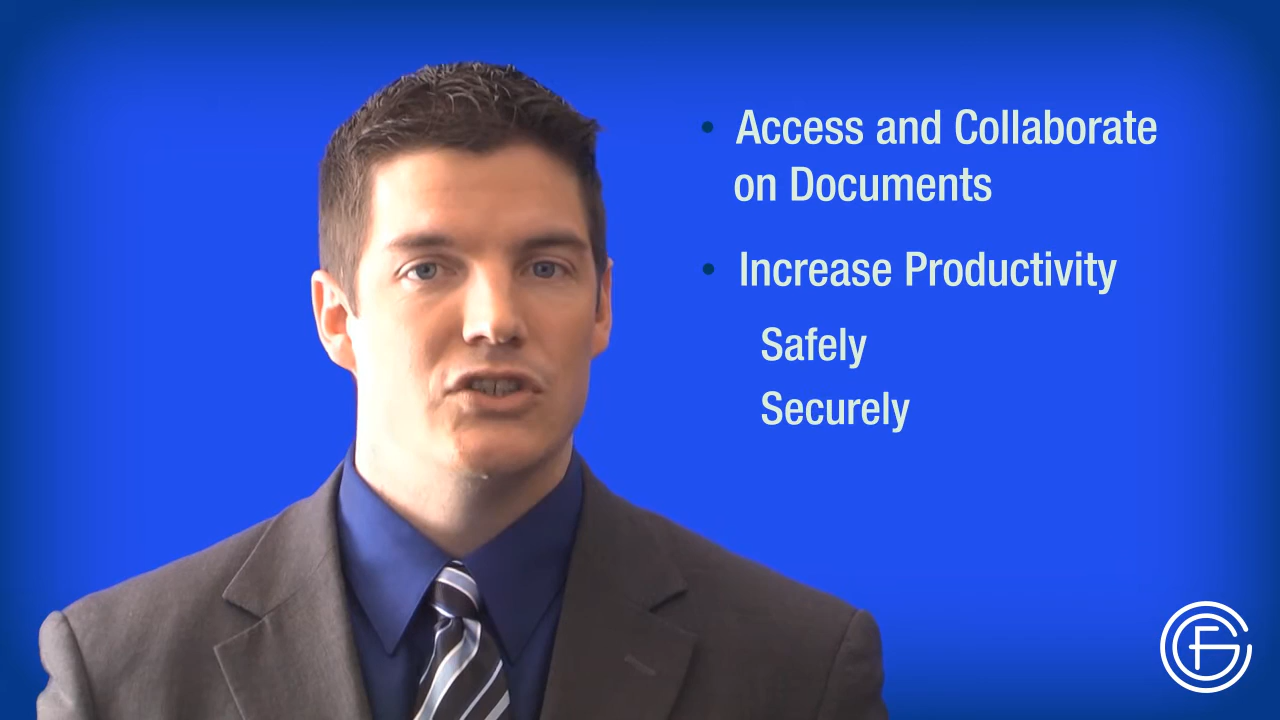 • Access and Collaborate
on Documents
• Increase Productivity
Safely
Securely